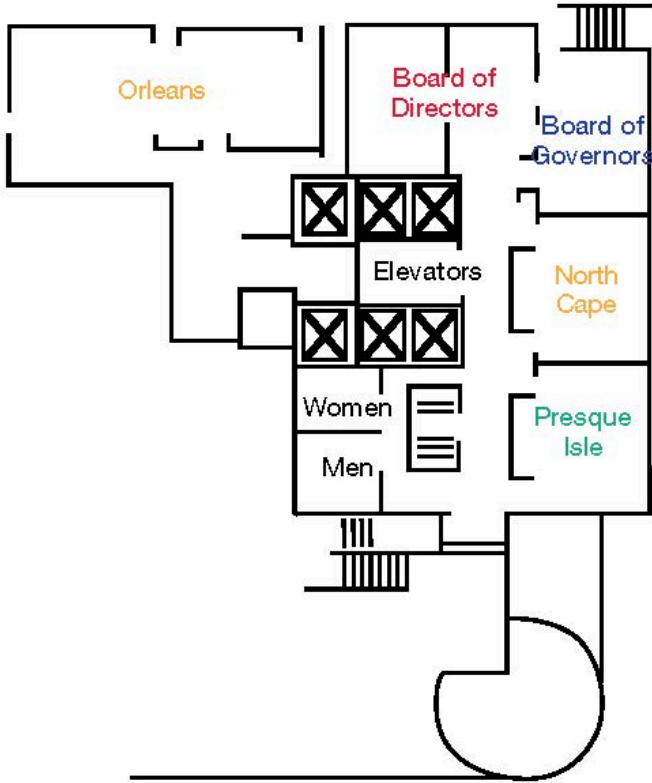 Orleans
Board of
Directors
Board of
Governors
Elevators
North
Cape
Women
Men
Presque
Isle